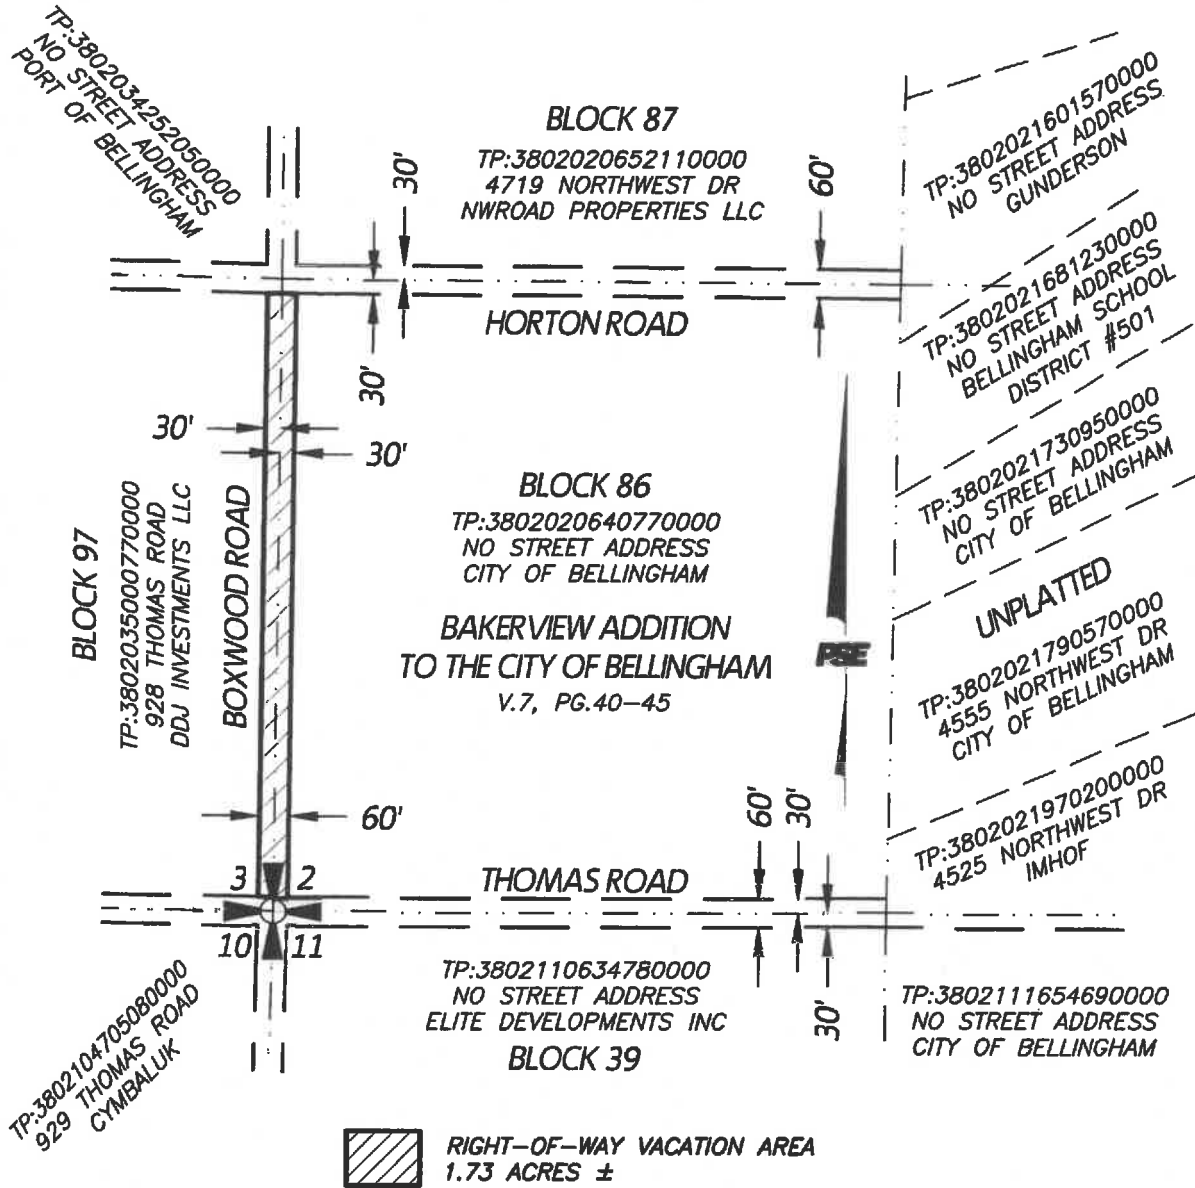 TP:3802034252050000
NO STREET ADDRESS
PORT OF BELLINGHAM
BLOCK 87
TP:3802020652110000
4719 NORTHWEST DR
NWROAD PROPERTIES LLC
30'
60'
TP:3802021601570000
NO STREET ADDRESS
GUNDERSON
HORTON ROAD
30'
TP:3802021681230000
NO STREET ADDRESS
BELLINGHAM SCHOOL
DISTRICT #501
30'
30'
TP:3802021730950000
NO STREET ADDRESS
CITY OF BELLINGHAM
BLOCK 97
TP:3802035000770000
928 THOMAS ROAD
DDJ INVESTMENTS LLC
BOXWOOD ROAD
BLOCK 86
TP:3802020640770000
NO STREET ADDRESS
CITY OF BELLINGHAM
BAKERVIEW ADDITION
TO THE CITY OF BELLINGHAM
V.7, PG.40-45
PSE
UNPLATTED
TP:3802021790570000
4555 NORTHWEST DR
CITY OF BELLINGHAM
60'
60'
30'
TP:3802021970200000
4525 NORTHWEST DR
IMHOF
3 2
THOMAS ROAD
10 11
30'
TP:3802110634780000
NO STREET ADDRESS
ELITE DEVELOPMENTS INC
BLOCK 39
TP:3802111654690000
NO STREET ADDRESS
CITY OF BELLINGHAM
TP:3802104705080000
929 THOMAS ROAD
CYMBALUK
RIGHT-OF-WAY VACATION AREA
1.73 ACRES ±